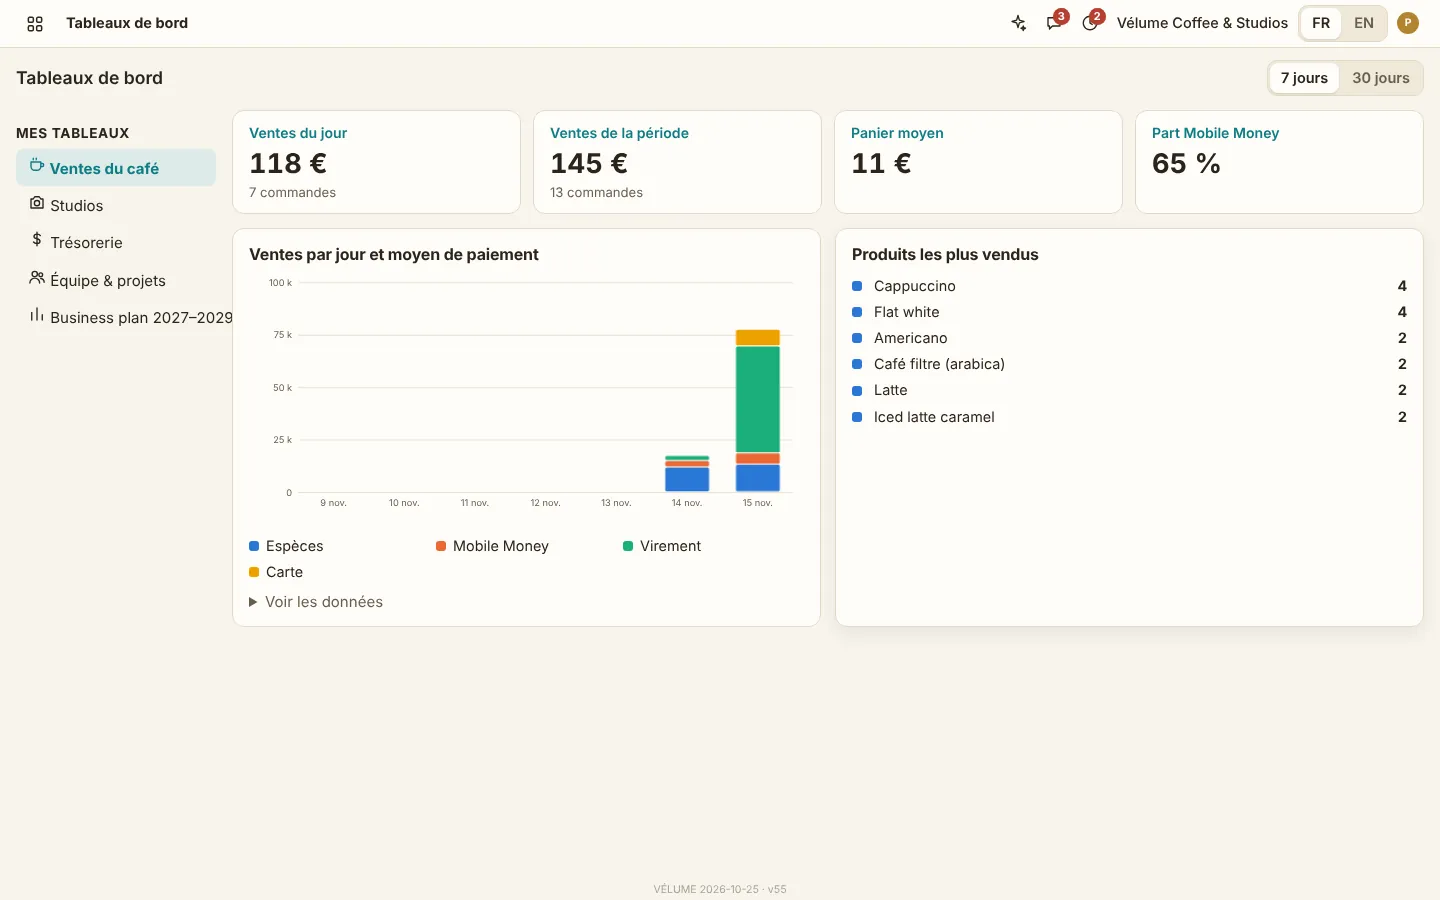 Tableaux de bord
3
2
Vélume Coffee & Studios
FR
EN
P
Tableaux de bord
7 jours
30 jours
MES TABLEAUX
Ventes du café
Studios
Trésorerie
Équipe & projets
Business plan 2027–2029
Ventes du jour
118 €
7 commandes
Ventes de la période
145 €
13 commandes
Panier moyen
11 €
Part Mobile Money
65 %
Ventes par jour et moyen de paiement
100 k
75 k
50 k
25 k
0
9 nov.
10 nov.
11 nov.
12 nov.
13 nov.
14 nov.
15 nov.
Espèces
Mobile Money
Virement
Carte
Voir les données
Produits les plus vendus
Cappuccino 4
Flat white 4
Americano 2
Café filtre (arabica) 2
Latte 2
Iced latte caramel 2
VÉLUME 2026-10-25 · v55